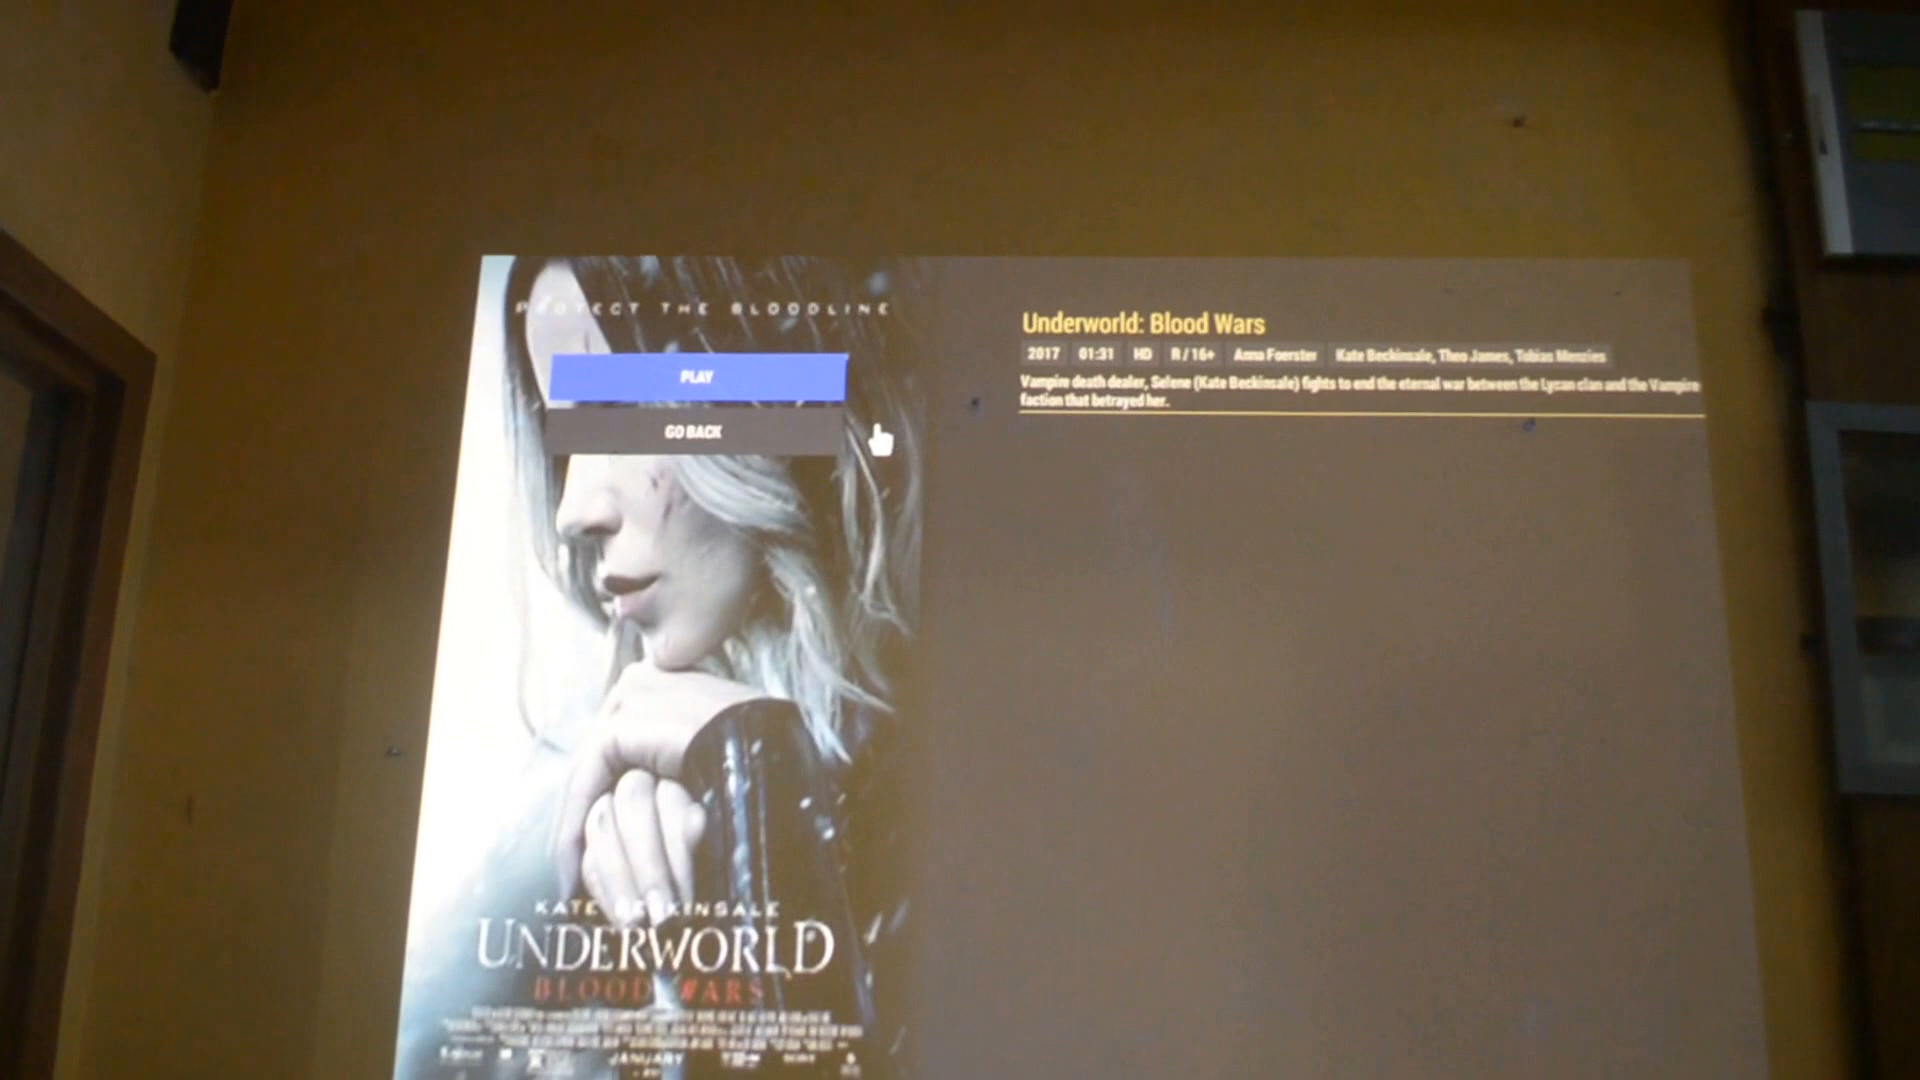 PROTECT THE BLOODLINE
PLAY
GO BACK
KATE BECKINSALE
UNDERWORLD
BLOOD WARS
JANUARY
Underworld: Blood Wars
2017 01:31 HD R / 16+ Anna Foerster Kate Beckinsale, Theo James, Tobias Menzies
Vampire death dealer, Selene (Kate Beckinsale) fights to end the eternal war between the Lycan clan and the Vampire
faction that betrayed her.